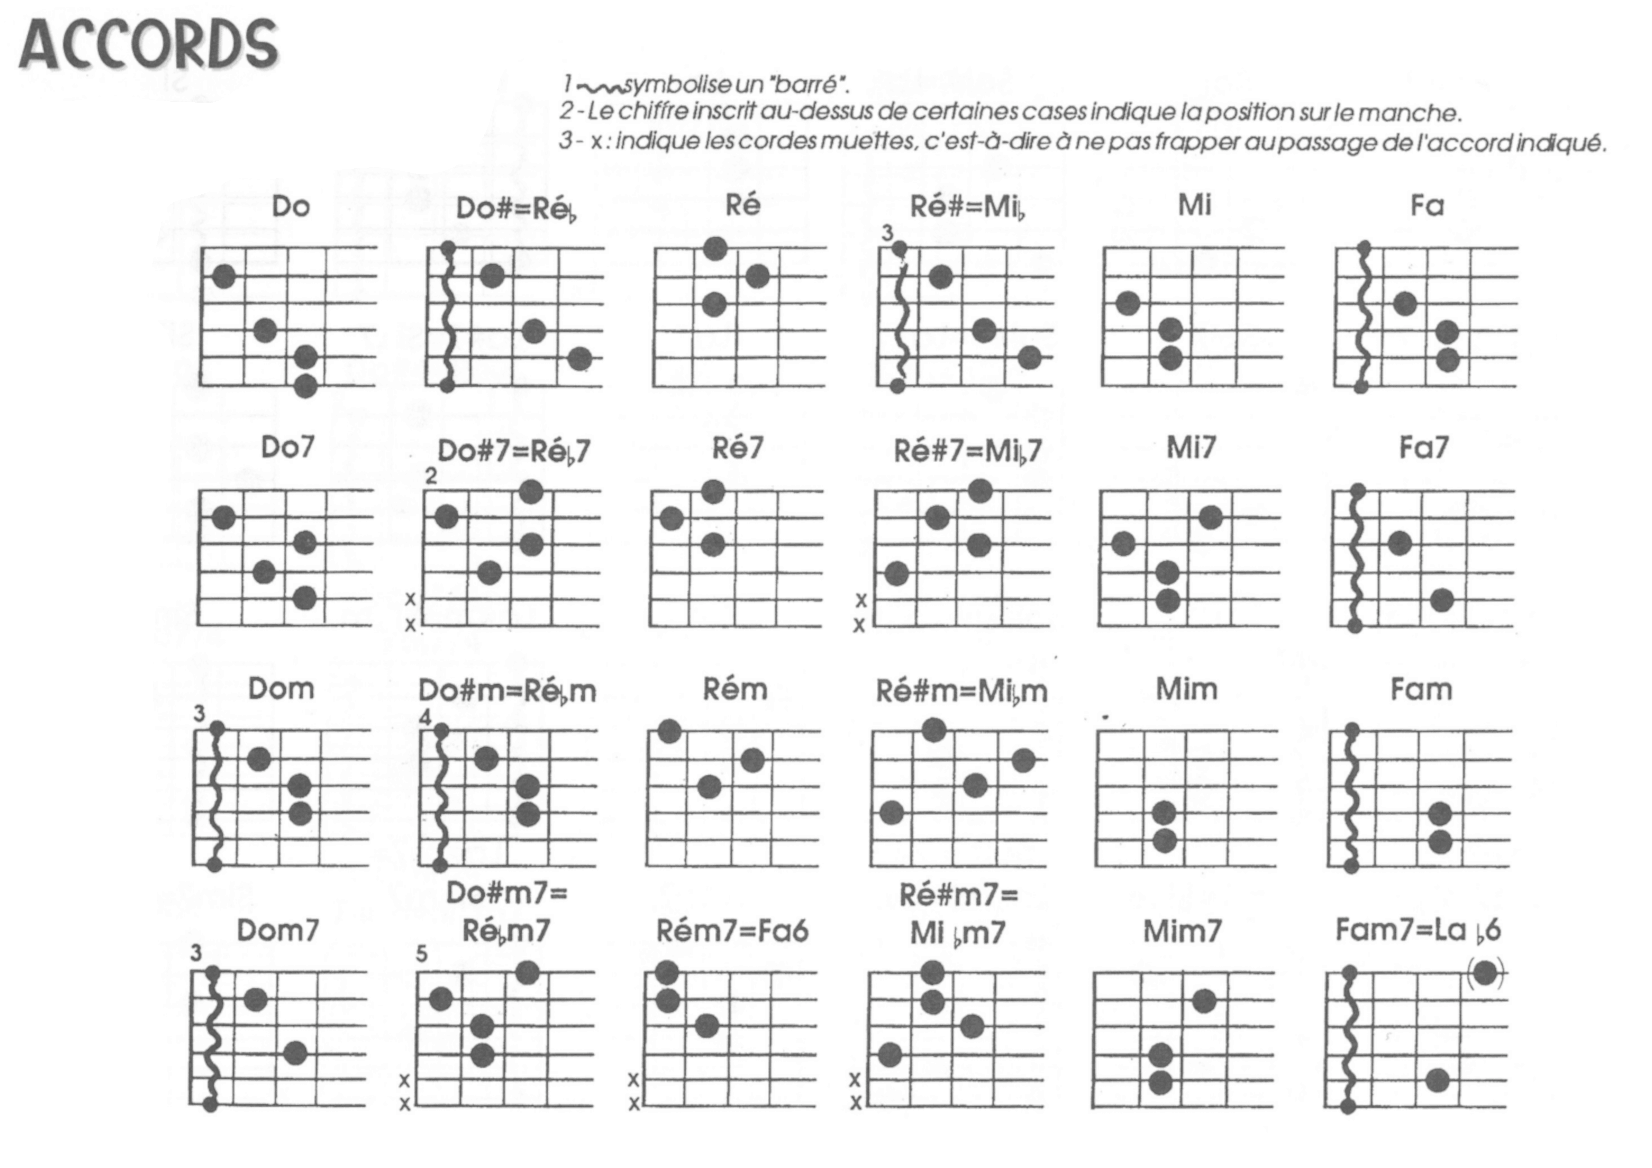 ACCORDS
1 symbolise un "barré".
2 - Le chiffre inscrit au-dessus de certaines cases indique la position sur le manche.
3 - x : indique les cordes muettes, c'est-à-dire à ne pas frapper au passage de l'accord indiqué.
Do Do#=Ré♭ Ré Ré#=Mi♭ Mi Fa
3
Do7 Do#7=Ré♭7 Ré7 Ré#7=Mi♭7 Mi7 Fa7
2
x x
x x
Dom Do#m=Ré♭m Rém Ré#m=Mi♭m Mim Fam
3 4
Do#m7= Ré#m7=
Dom7 Ré♭m7 Rém7=Fa6 Mi ♭m7 Mim7 Fam7=La ♭6
3 5
( )
x x x
x x x